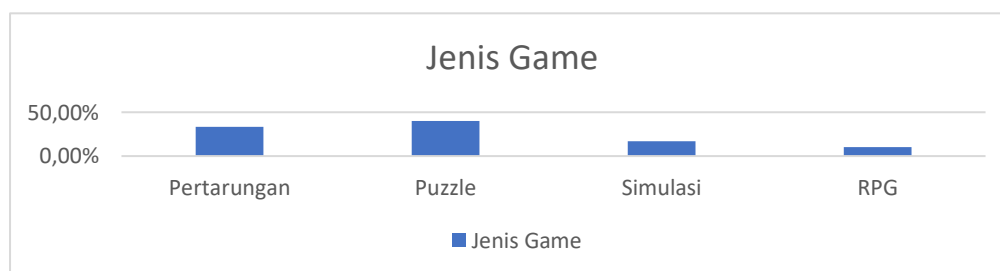 Jenis Game
50,00%
0,00%
Pertarungan Puzzle Simulasi RPG
Jenis Game